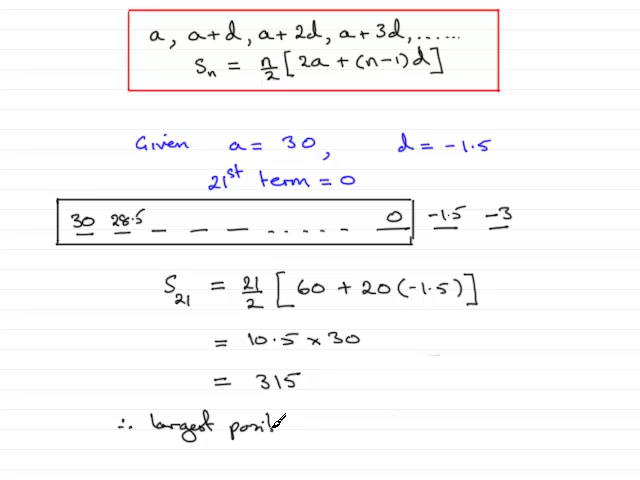 a, a+d, a+2d, a+3d, ......
Sn = n/2 [2a + (n-1)d]
Given a = 30, d = -1.5
21st term = 0
30 28.5 _ _ _ ...... 0 -1.5 -3
S21 = 21/2 [60 + 20(-1.5)]
= 10.5 × 30
= 315
∴ largest posit